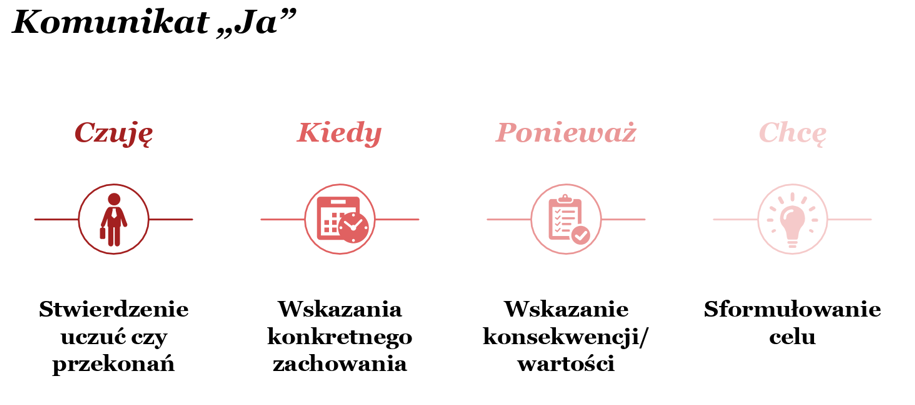 Komunikat „Ja”
Czuję
Kiedy
Ponieważ
Chcę
Stwierdzenie
uczuć czy
przekonań
Wskazania
konkretnego
zachowania
Wskazanie
konsekwencji/
wartości
Sformułowanie
celu